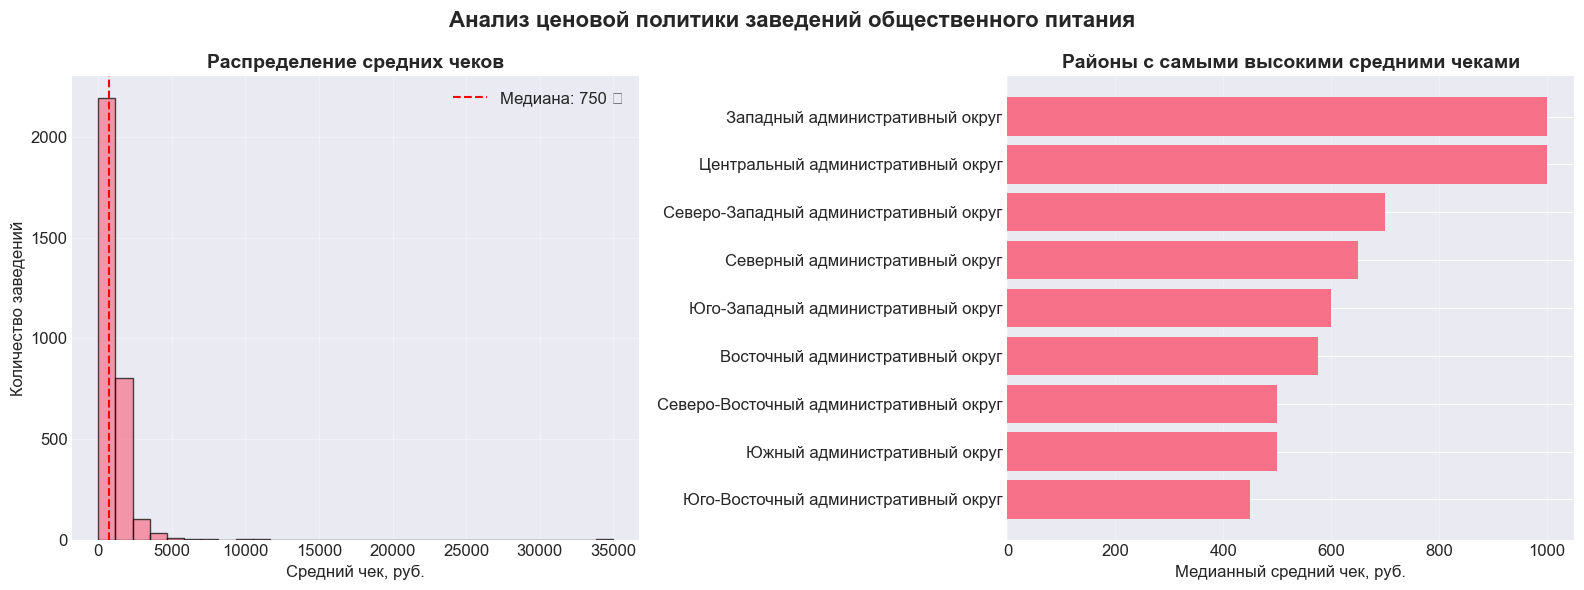 Анализ ценовой политики заведений общественного питания
Распределение средних чеков
Медиана: 750 
Количество заведений
2000
1500
1000
500
0
0 5000 10000 15000 20000 25000 30000 35000
Средний чек, руб.
Районы с самыми высокими средними чеками
Западный административный округ
Центральный административный округ
Северо-Западный административный округ
Северный административный округ
Юго-Западный административный округ
Восточный административный округ
Северо-Восточный административный округ
Южный административный округ
Юго-Восточный административный округ
0 200 400 600 800 1000
Медианный средний чек, руб.